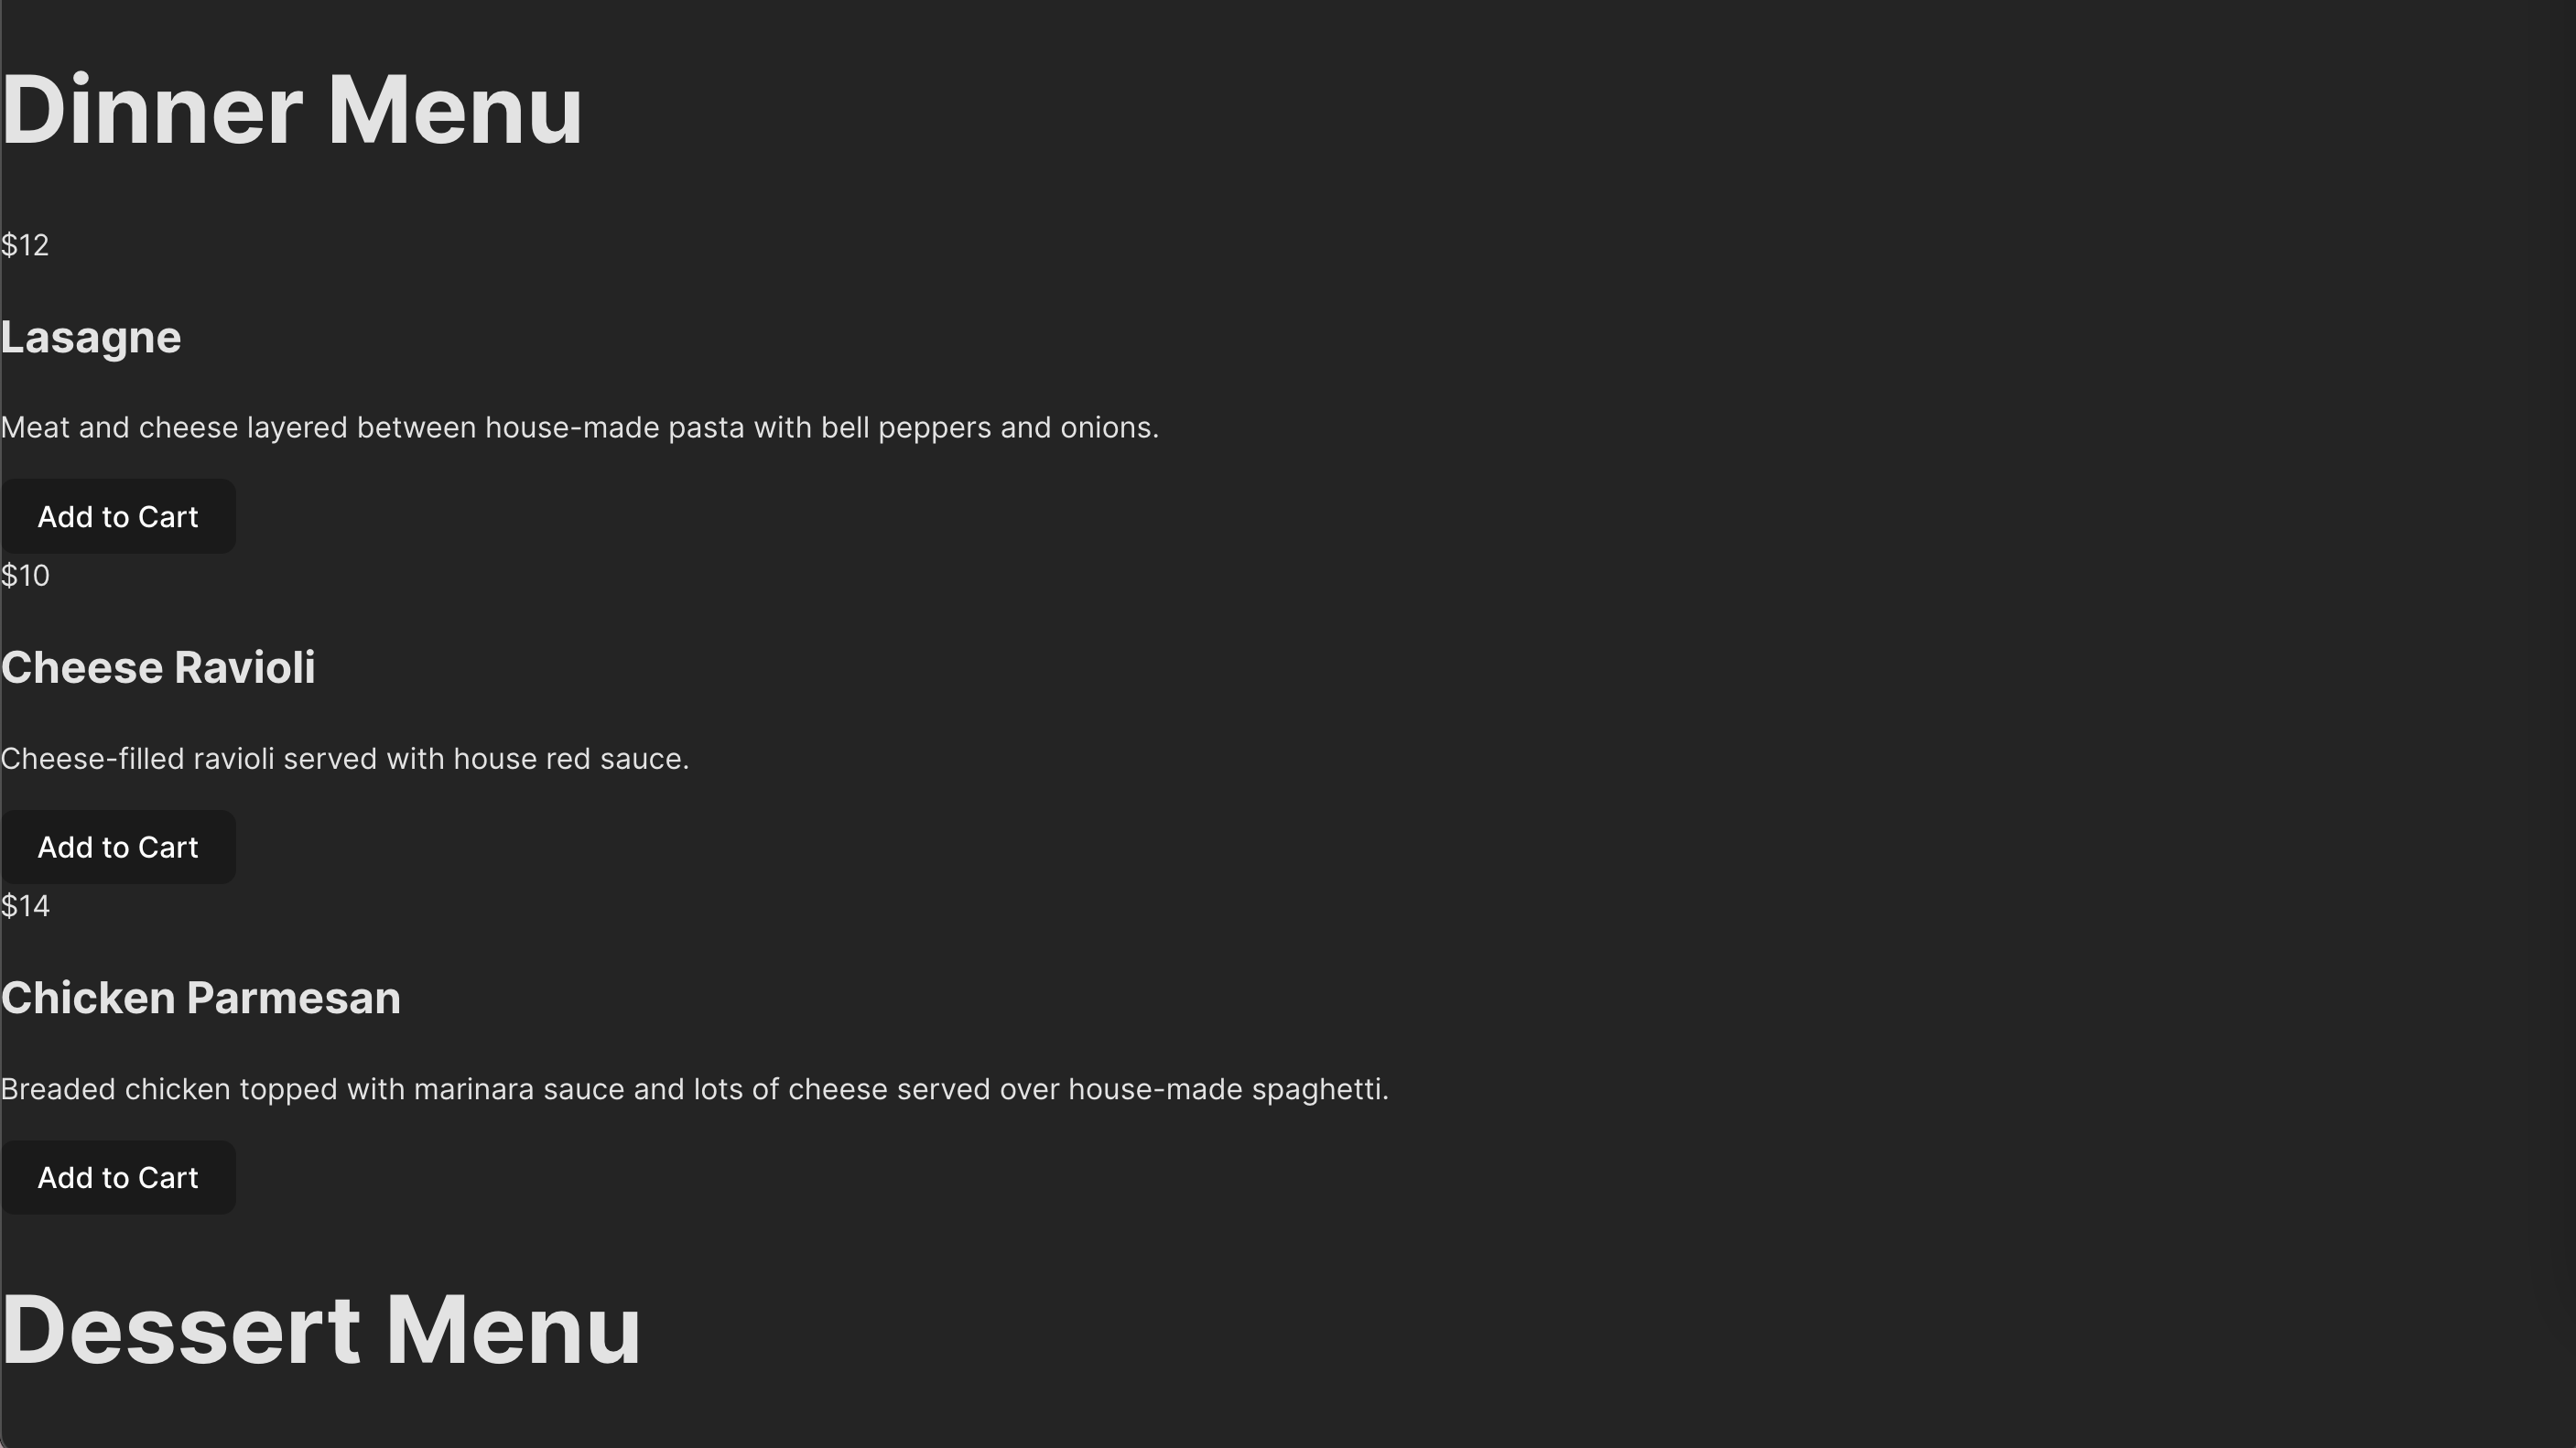 Dinner Menu
$12
Lasagne
Meat and cheese layered between house-made pasta with bell peppers and onions.
Add to Cart
$10
Cheese Ravioli
Cheese-filled ravioli served with house red sauce.
Add to Cart
$14
Chicken Parmesan
Breaded chicken topped with marinara sauce and lots of cheese served over house-made spaghetti.
Add to Cart
Dessert Menu